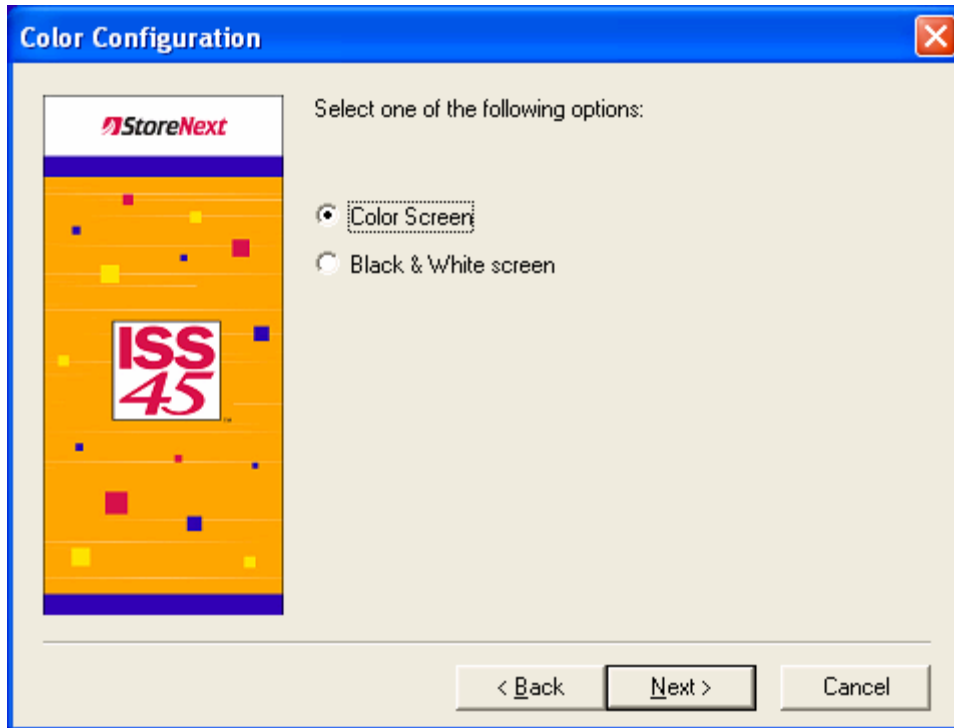 Color Configuration
StoreNext
Select one of the following options:
Color Screen
Black & White screen
ISS
45
™
< Back
Next >
Cancel